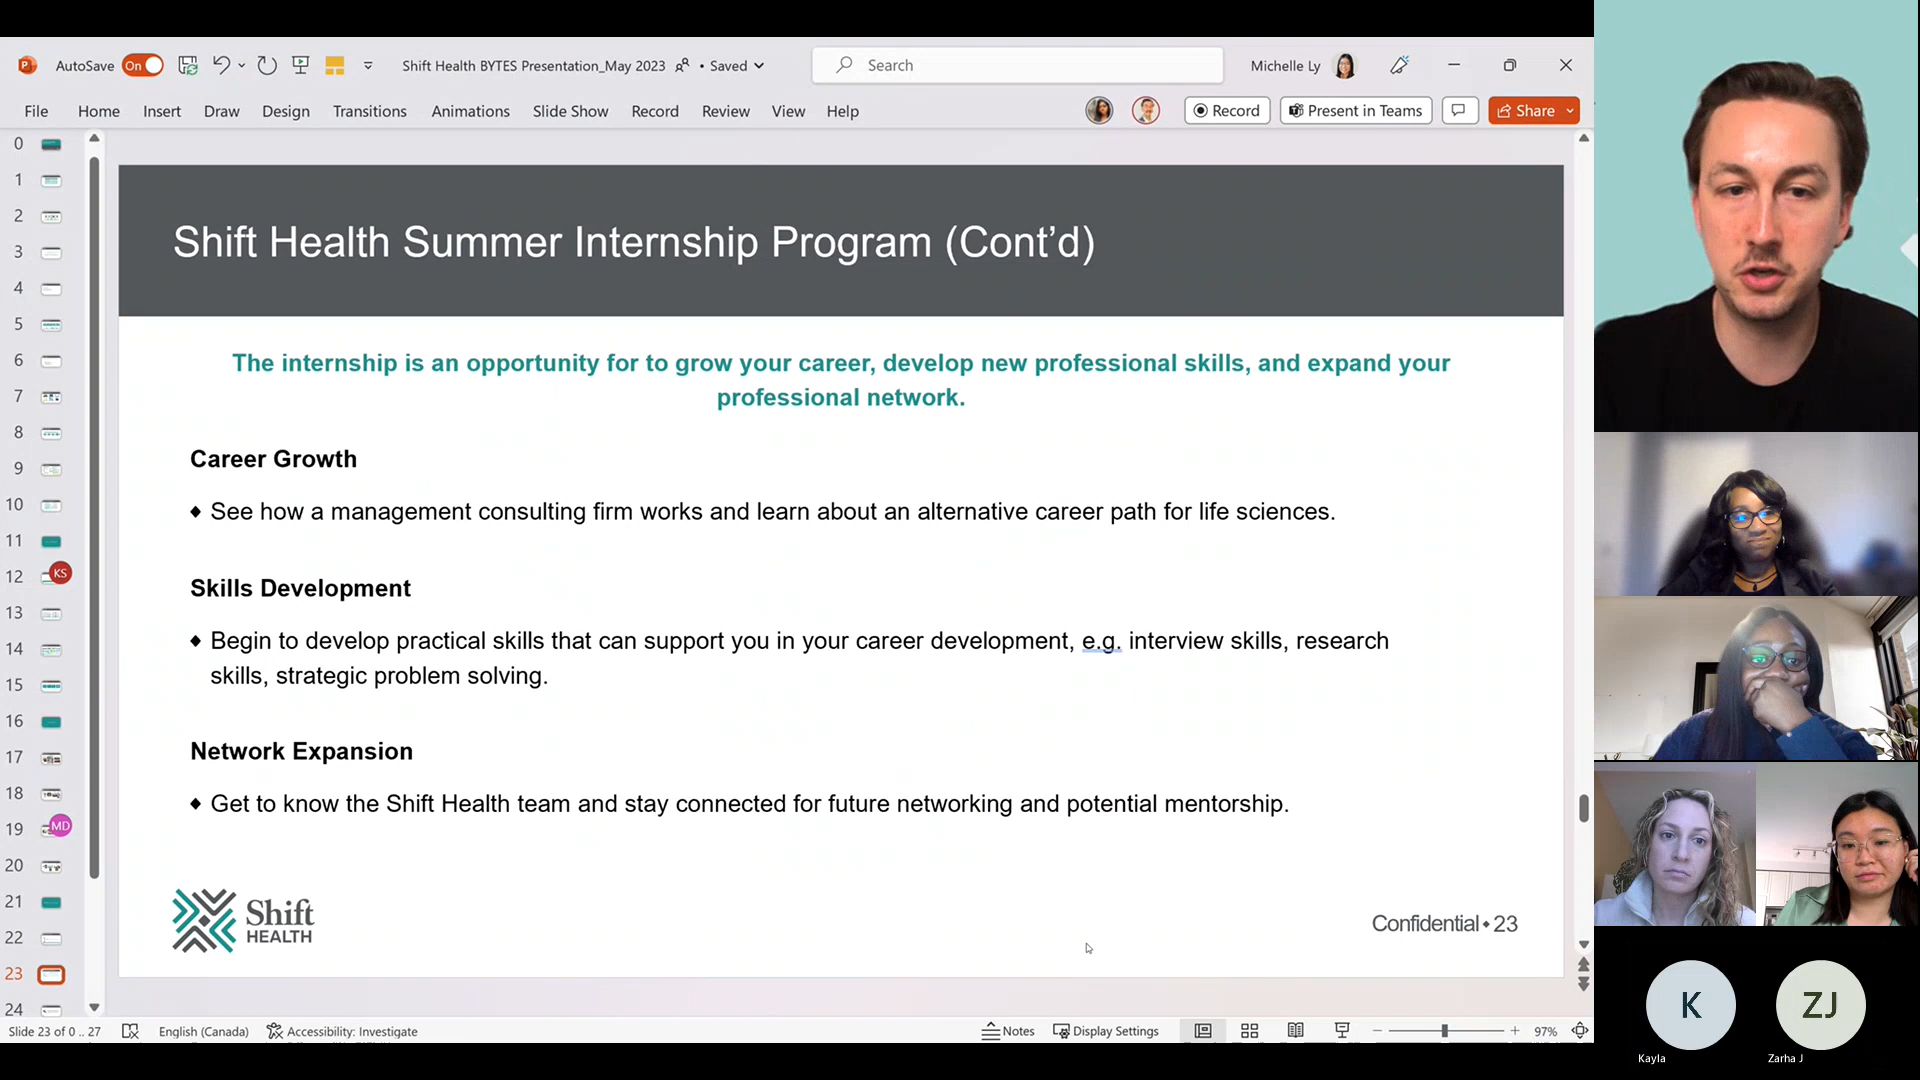 AutoSave On Shift Health BYTES Presentation_May 2023 • Saved Search Michelle Ly
File Home Insert Draw Design Transitions Animations Slide Show Record Review View Help Record Present in Teams Share
0
1
2
3
4
5
6
7
8
9
10
11
12 KS
13
14
15
16
17
18
19 MD
20
21
22
23
24
Shift Health Summer Internship Program (Cont’d)
The internship is an opportunity for to grow your career, develop new professional skills, and expand your
professional network.
Career Growth
♦ See how a management consulting firm works and learn about an alternative career path for life sciences.
Skills Development
♦ Begin to develop practical skills that can support you in your career development, e.g. interview skills, research
skills, strategic problem solving.
Network Expansion
♦ Get to know the Shift Health team and stay connected for future networking and potential mentorship.
Shift
HEALTH
Confidential ♦ 23
Slide 23 of 0 .. 27 English (Canada) Accessibility: Investigate Notes Display Settings 97%
K
ZJ
Kayla
Zarha J